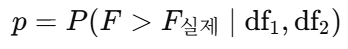 p = P(F > F실제 | df₁, df₂)